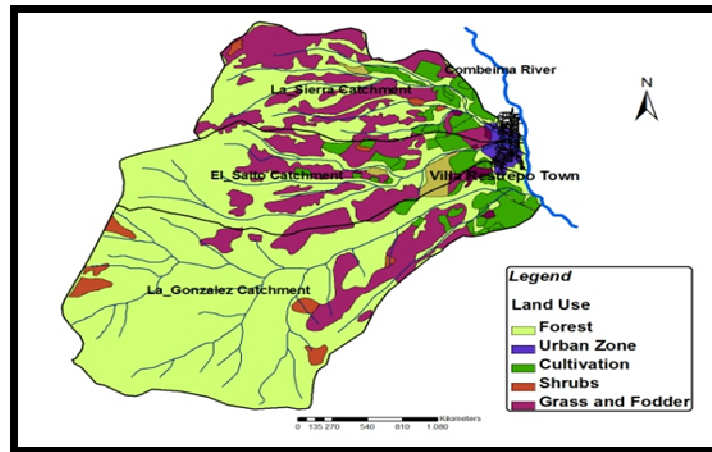 Combeima River
N
La_Sierra Catchment
El_Salto Catchment
Villa Restrepo Town
La_Gonzalez Catchment
Legend
Land Use
Forest
Urban Zone
Cultivation
Shrubs
Grass and Fodder
Kilometers
0 135 270 540 810 1.080